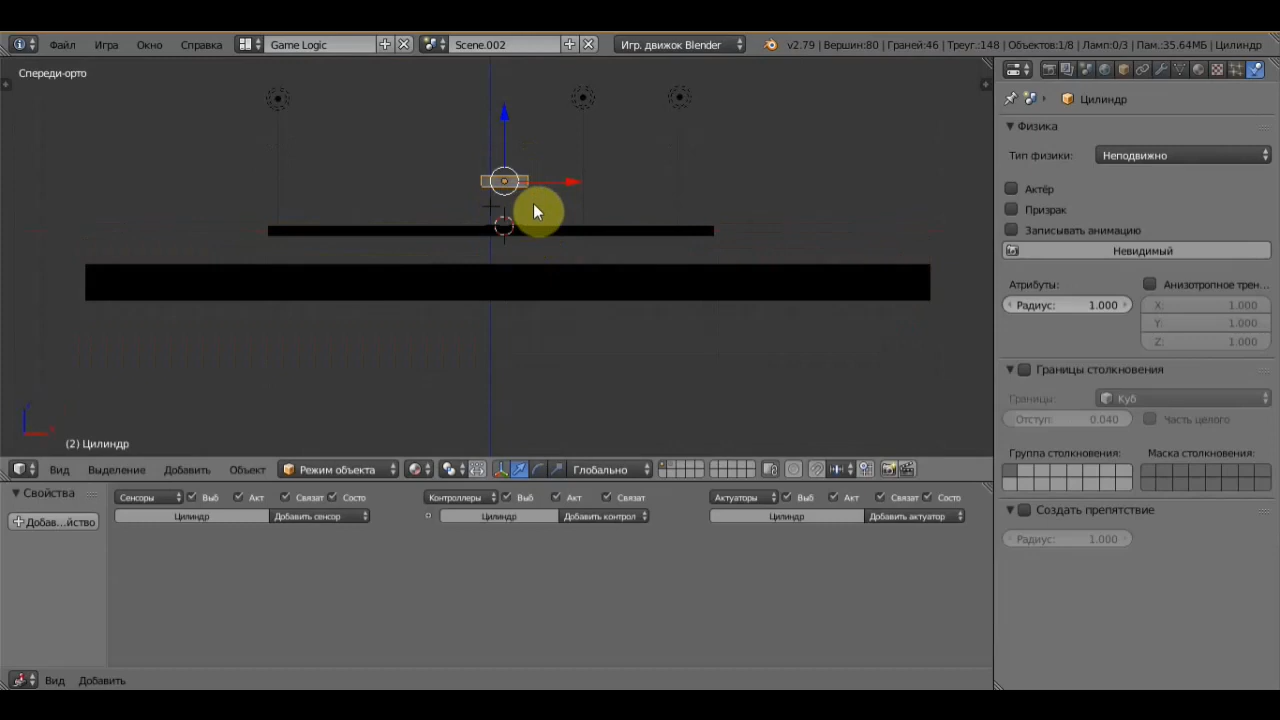 Файл Игра Окно Справка Game Logic Scene.002 Игр. движок Blender v2.79 | Вершин:80 | Граней:46 | Треуг.:148 | Объекты:1/8 | Ламп:0/3 | Пам.:35.64МБ | Цилиндр
Спереди-орто
(2) Цилиндр
Вид Выделение Добавить Объект Режим объекта Глобально
Свойства
Добав...йство
Сенсоры Выб Акт Связат Состо Контроллеры Выб Акт Связат Актуаторы Выб Акт Связат Состо
Цилиндр Добавить сенсор Цилиндр Добавить контрол Цилиндр Добавить актуатор
Вид Добавить
Цилиндр
Физика
Тип физики: Неподвижно
Актёр
Призрак
Записывать анимацию
Невидимый
Атрибуты: Анизотропное трен...
Радиус: 1.000 X: 1.000
Y: 1.000
Z: 1.000
Границы столкновения
Границы: Куб
Отступ: 0.040 Часть целого
Группа столкновения: Маска столкновения:
Создать препятствие
Радиус: 1.000